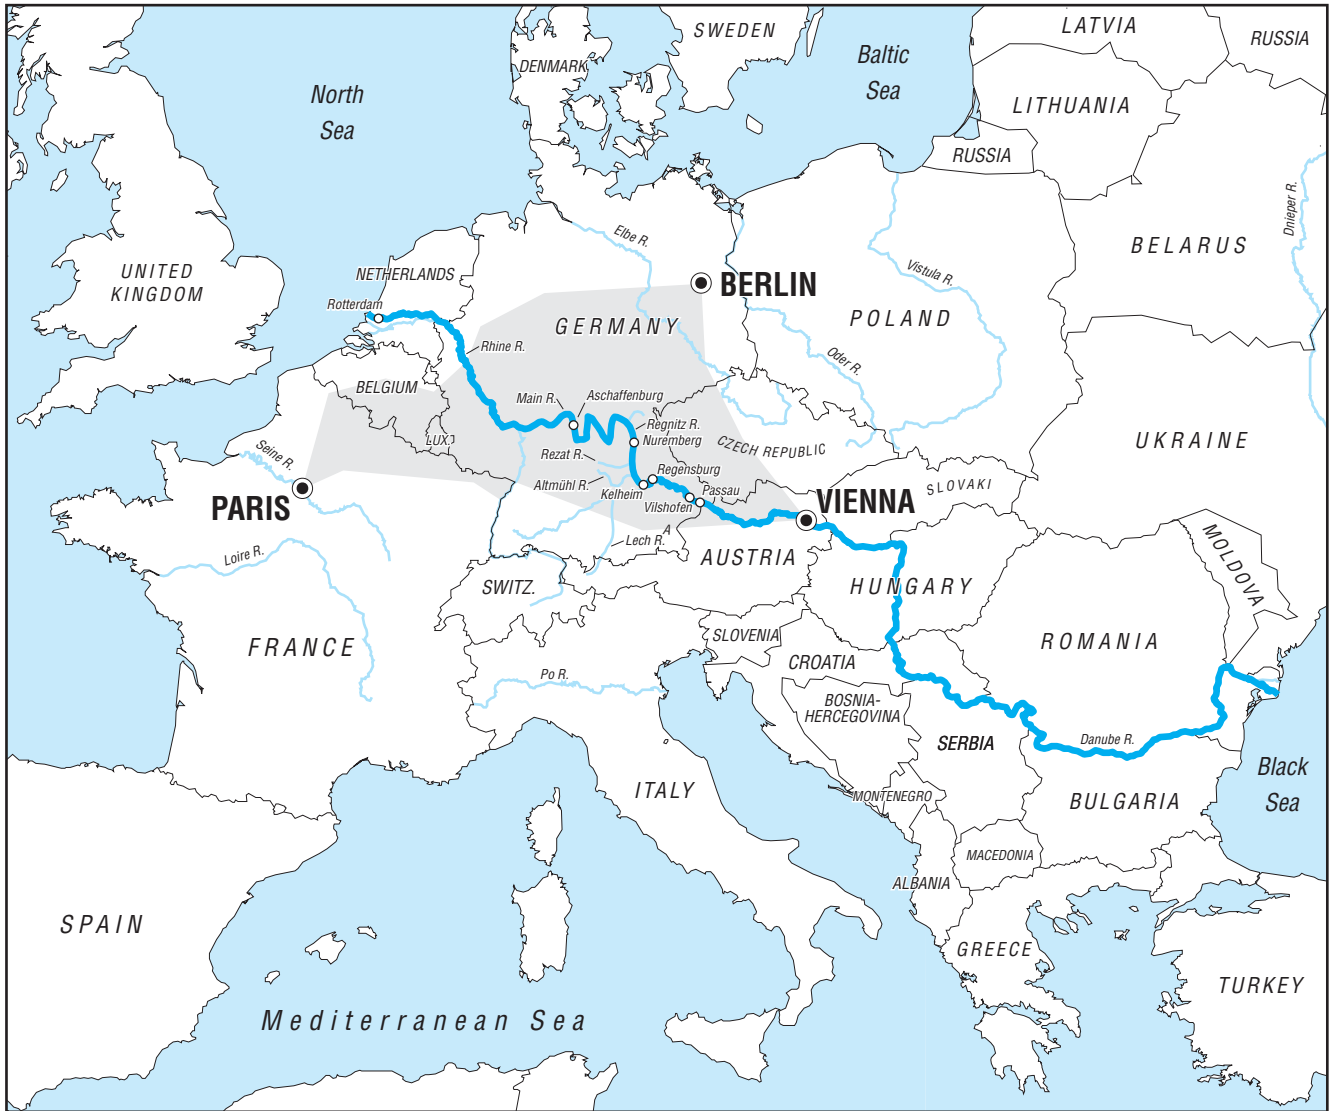 SWEDEN
LATVIA
RUSSIA
DENMARK
Baltic
Sea
North
Sea
LITHUANIA
RUSSIA
Dnieper R.
Elbe R.
BELARUS
UNITED
KINGDOM
NETHERLANDS
Vistula R.
BERLIN
Rotterdam
GERMANY
POLAND
Rhine R.
Oder R.
BELGIUM
Main R.
Aschaffenburg
Regnitz R.
Nuremberg
LUX.
CZECH REPUBLIC
UKRAINE
Seine R.
Rezat R.
Regensburg
Altmühl R.
Kelheim
Passau
Vilshofen
SLOVAKI
PARIS
VIENNA
A
Lech R.
Loire R.
AUSTRIA
MOLDOVA
SWITZ.
HUNGARY
FRANCE
SLOVENIA
ROMANIA
CROATIA
Po R.
BOSNIA-
HERCEGOVINA
SERBIA
Danube R.
Black
Sea
ITALY
MONTENEGRO
BULGARIA
MACEDONIA
ALBANIA
SPAIN
GREECE
TURKEY
Mediterranean Sea